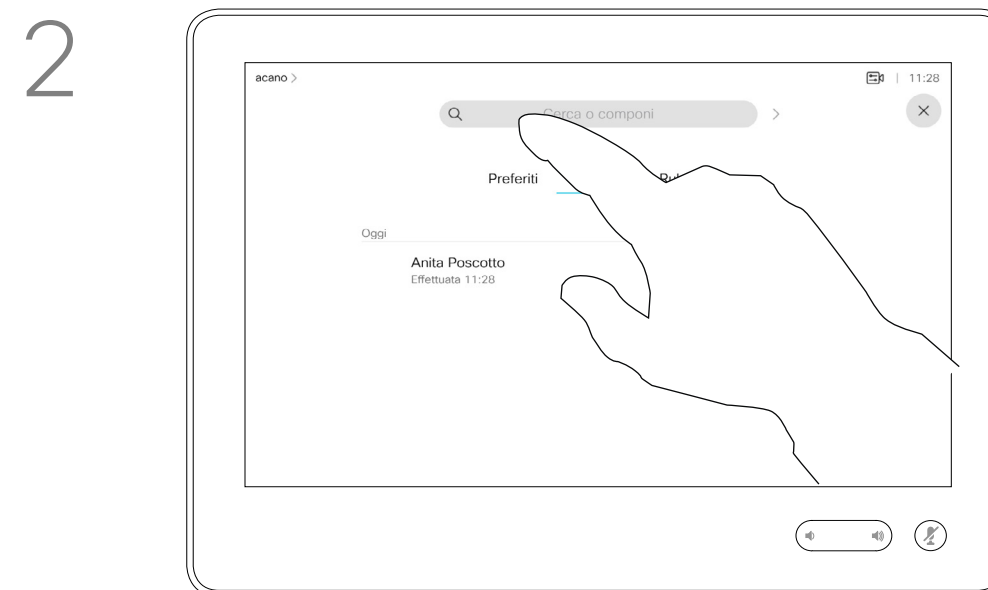 2
acano >
11:28
Cerca o componi
Preferiti
Oggi
Anita Poscotto
Effettuata 11:28